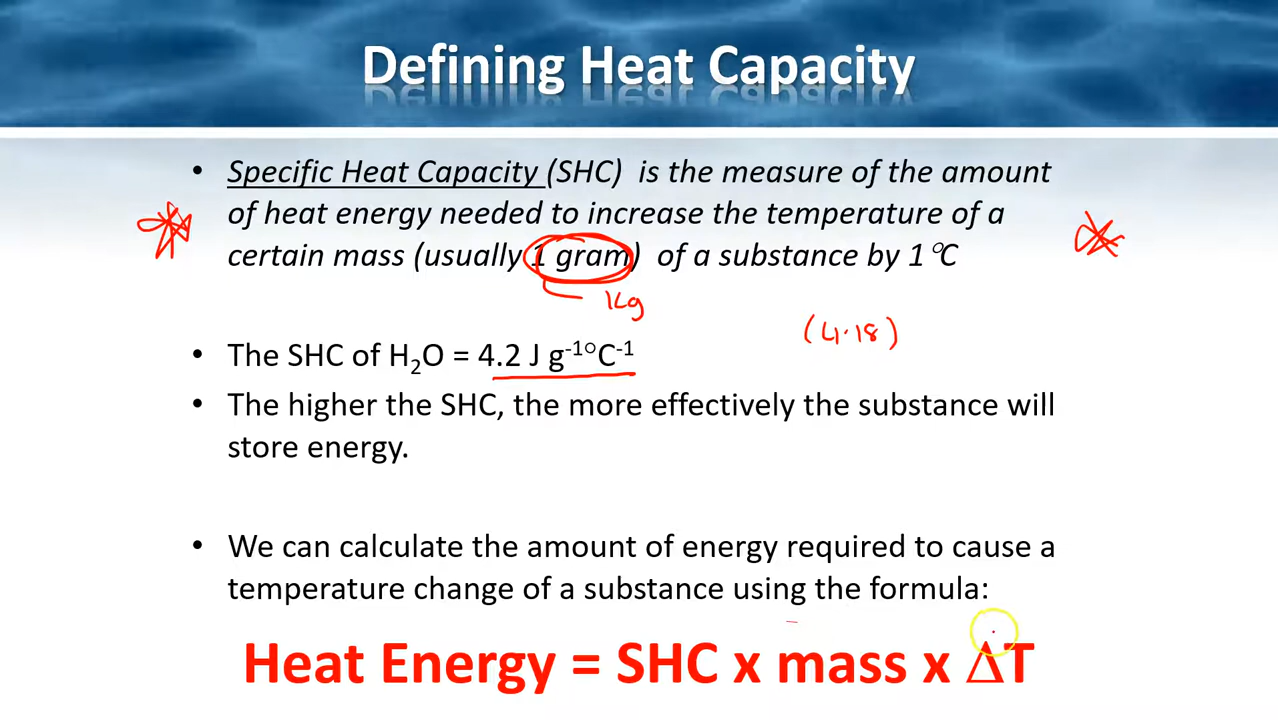 Defining Heat Capacity
• Specific Heat Capacity (SHC) is the measure of the amount
of heat energy needed to increase the temperature of a
certain mass (usually 1 gram) of a substance by 1 °C
1kg
(4.18)
• The SHC of H₂O = 4.2 J g⁻¹°C⁻¹
• The higher the SHC, the more effectively the substance will
store energy.
• We can calculate the amount of energy required to cause a
temperature change of a substance using the formula:
Heat Energy = SHC x mass x ΔT